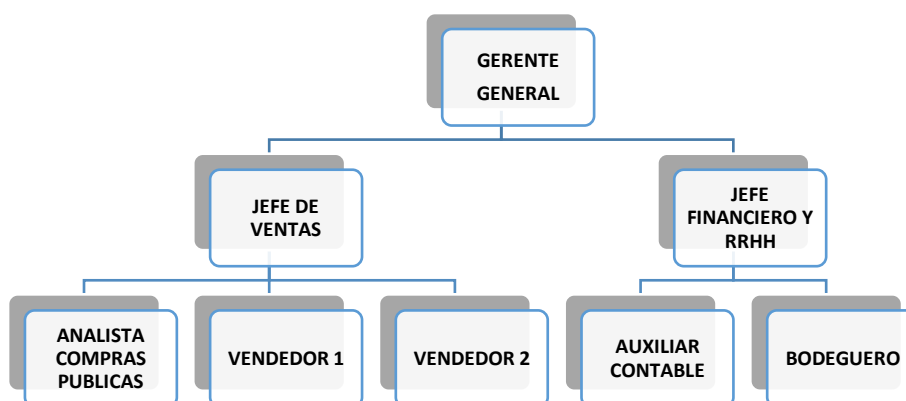 GERENTE
GENERAL
JEFE DE
VENTAS
JEFE
FINANCIERO Y
RRHH
ANALISTA
COMPRAS
PUBLICAS
VENDEDOR 1
VENDEDOR 2
AUXILIAR
CONTABLE
BODEGUERO